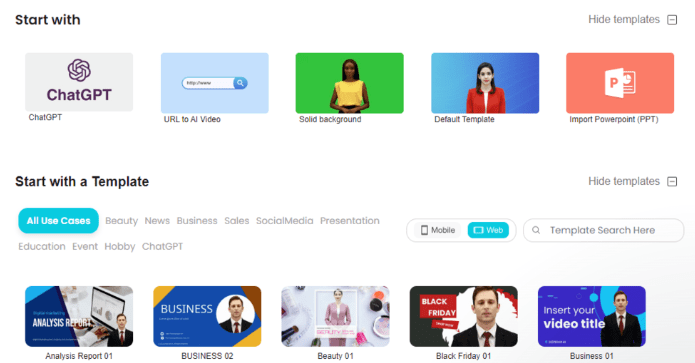 Start with
Hide templates
ChatGPT
http://www
P
ChatGPT
URL to AI Video
Solid background
Default Template
Import Powerpoint (PPT)
Start with a Template
Hide templates
All Use Cases Beauty News Business Sales SocialMedia Presentation
Mobile Web Template Search Here
Education Event Hobby ChatGPT
ANALYSIS REPORT
BUSINESS
BLACK
FRIDAY
Insert your
video title
Analysis Report 01
BUSINESS 02
Beauty 01
Black Friday 01
Business 01